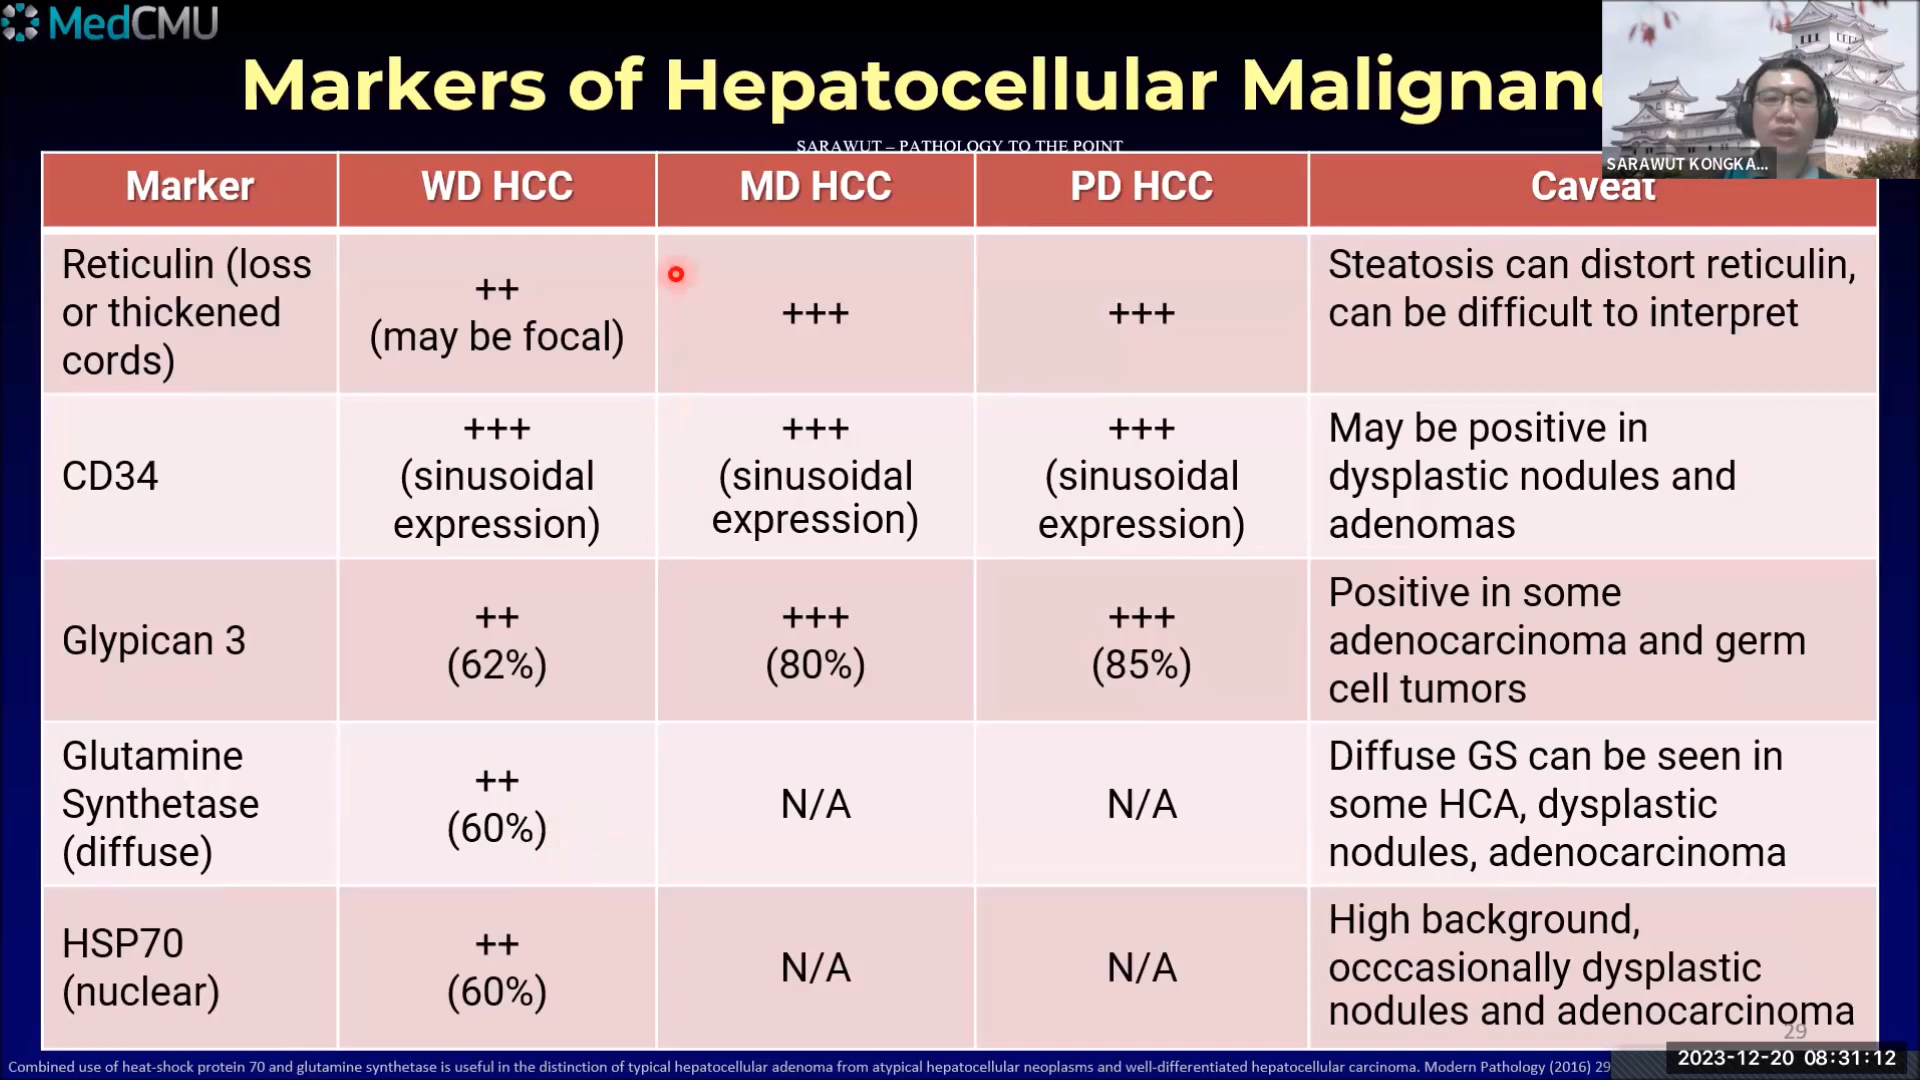 MedCMU
Markers of Hepatocellular Malignan
SARAWUT – PATHOLOGY TO THE POINT
SARAWUT KONGKA...
Marker
WD HCC
MD HCC
PD HCC
Caveat
Reticulin (loss
or thickened
cords)
++
(may be focal)
+++
+++
Steatosis can distort reticulin,
can be difficult to interpret
CD34
+++
(sinusoidal
expression)
+++
(sinusoidal
expression)
+++
(sinusoidal
expression)
May be positive in
dysplastic nodules and
adenomas
Glypican 3
++
(62%)
+++
(80%)
+++
(85%)
Positive in some
adenocarcinoma and germ
cell tumors
Glutamine
Synthetase
(diffuse)
++
(60%)
N/A
N/A
Diffuse GS can be seen in
some HCA, dysplastic
nodules, adenocarcinoma
HSP70
(nuclear)
++
(60%)
N/A
N/A
High background,
occcasionally dysplastic
nodules and adenocarcinoma
29
Combined use of heat-shock protein 70 and glutamine synthetase is useful in the distinction of typical hepatocellular adenoma from atypical hepatocellular neoplasms and well-differentiated hepatocellular carcinoma. Modern Pathology (2016) 29
2023-12-20 08:31:12